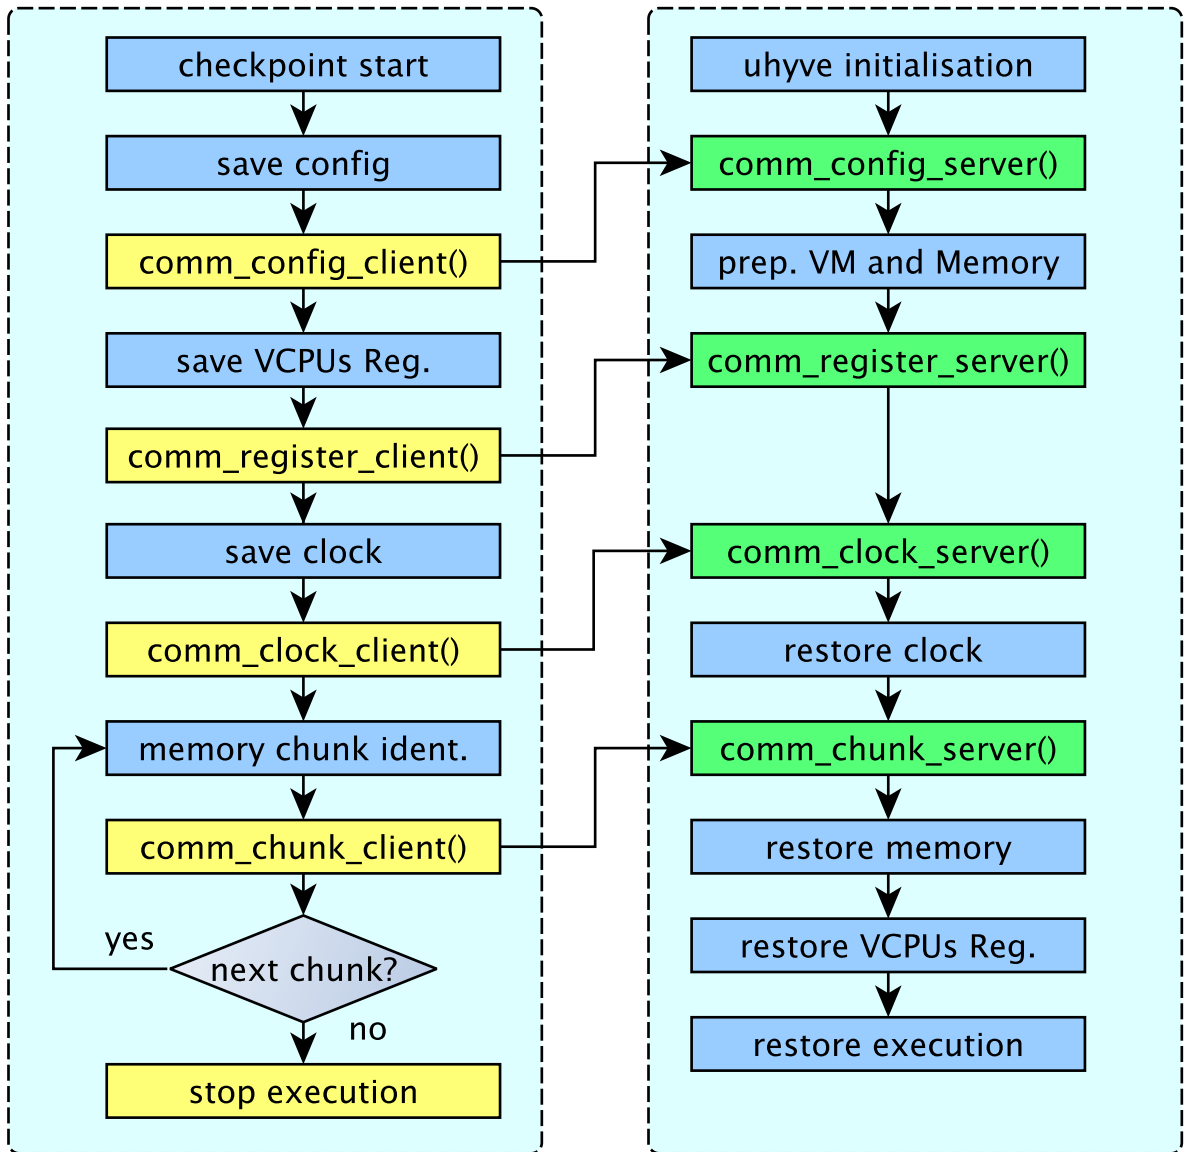 checkpoint start
save config
comm_config_client()
save VCPUs Reg.
comm_register_client()
save clock
comm_clock_client()
memory chunk ident.
comm_chunk_client()
yes
next chunk?
no
stop execution
uhyve initialisation
comm_config_server()
prep. VM and Memory
comm_register_server()
comm_clock_server()
restore clock
comm_chunk_server()
restore memory
restore VCPUs Reg.
restore execution